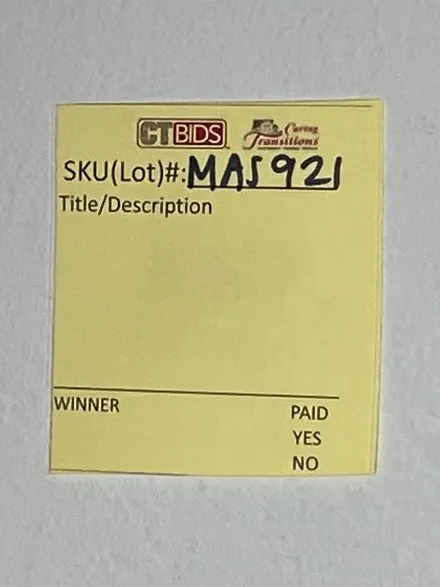 CTBIDS Caring Transitions
SKU(Lot)#:MAS921
Title/Description
WINNER
PAID
YES
NO